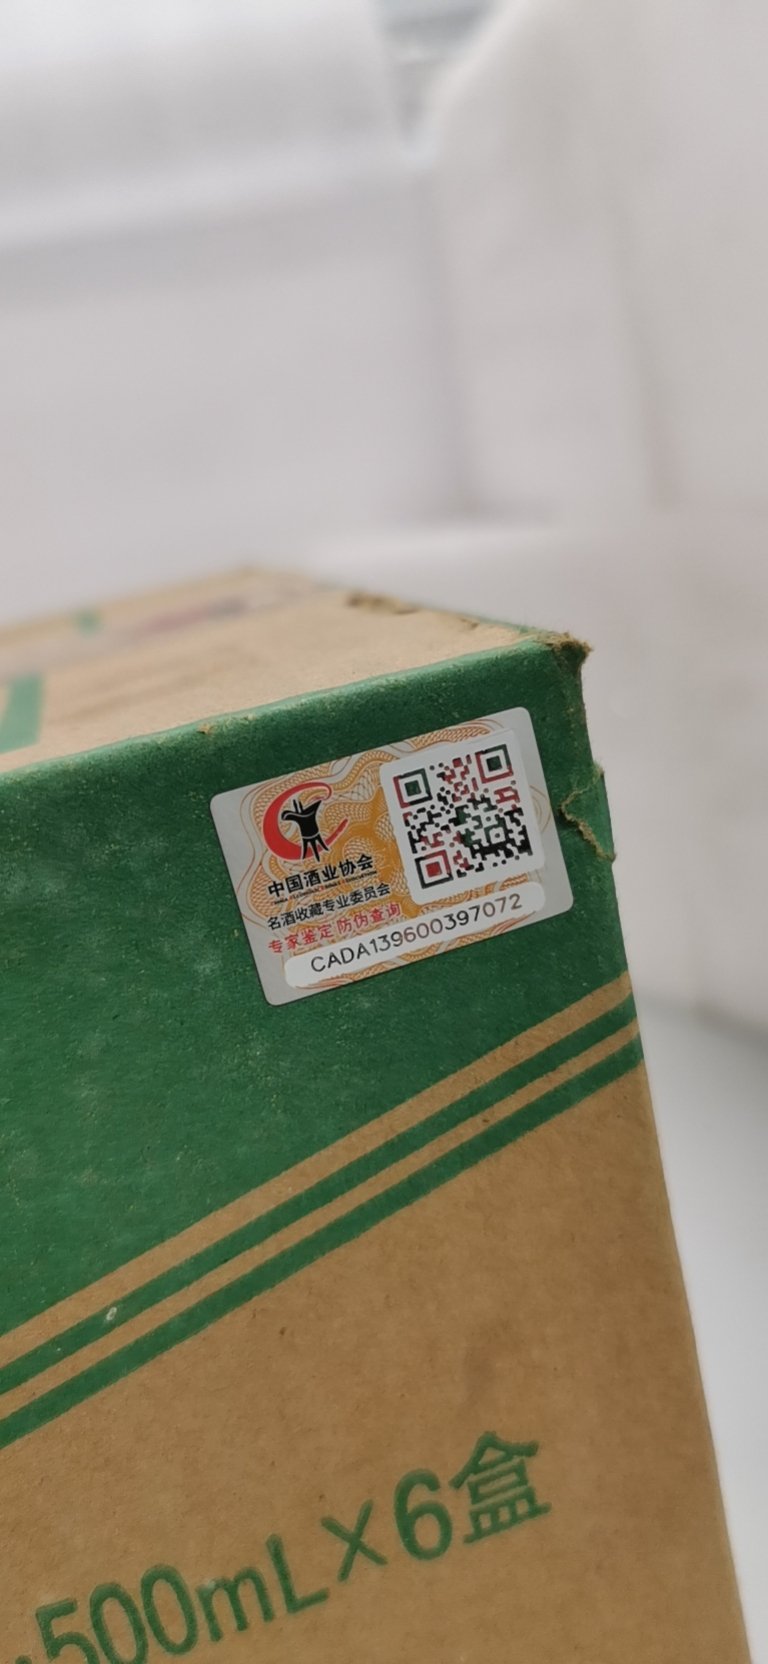 中国酒业协会
名酒收藏专业委员会
专家鉴定 防伪查询
CADA139600397072
500mL×6盒